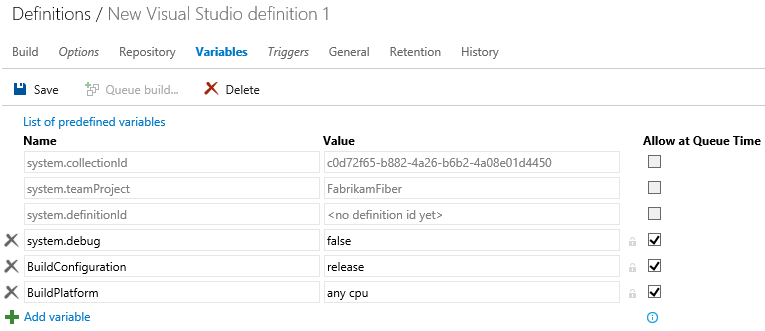 Definitions / New Visual Studio definition 1
Build Options Repository Variables Triggers General Retention History
Save Queue build... Delete
List of predefined variables
Name Value Allow at Queue Time
system.collectionId c0d72f65-b882-4a26-b6b2-4a08e01d4450
system.teamProject FabrikamFiber
system.definitionId <no definition id yet>
system.debug false
BuildConfiguration release
BuildPlatform any cpu
Add variable